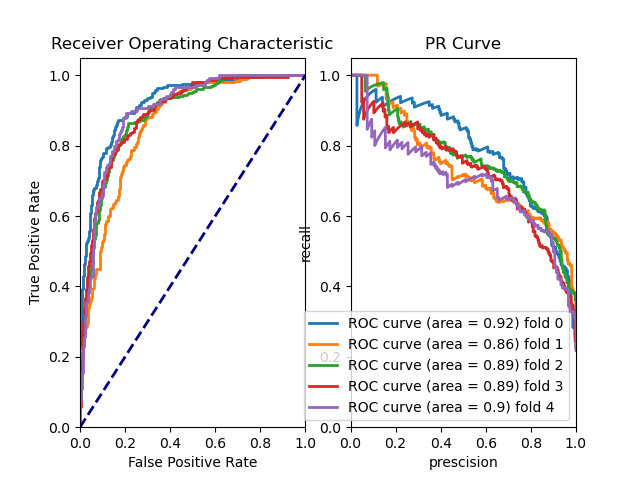 Receiver Operating Characteristic
PR Curve
True Positive Rate
1.0
0.8
0.6
0.4
0.2
0.0
0.0 0.2 0.4 0.6 0.8 1.0
False Positive Rate
recall
1.0
0.8
0.6
0.4
0.2
0.0
ROC curve (area = 0.92) fold 0
ROC curve (area = 0.86) fold 1
ROC curve (area = 0.89) fold 2
ROC curve (area = 0.89) fold 3
ROC curve (area = 0.9) fold 4
0.0 0.2 0.4 0.6 0.8 1.0
prescision